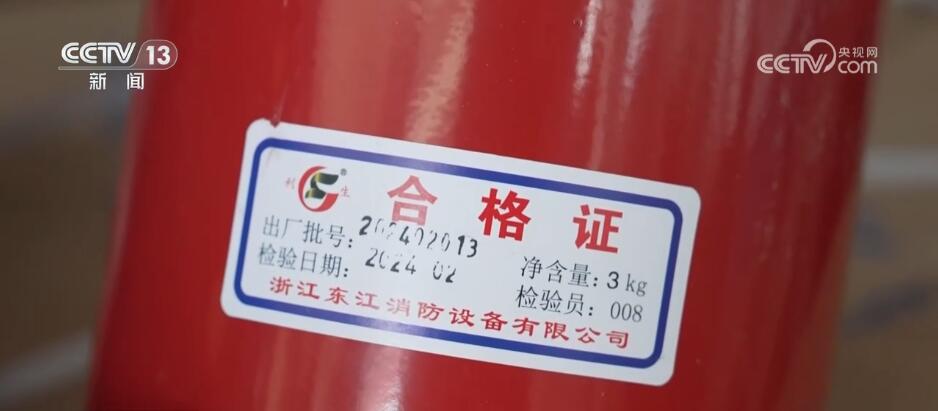 CCTV 13
新闻
央视网
CCTV.com
利生®
合格证
出厂批号: 202402013
净含量: 3 kg
检验日期: 2024 02
检验员: 008
浙江东江消防设备有限公司